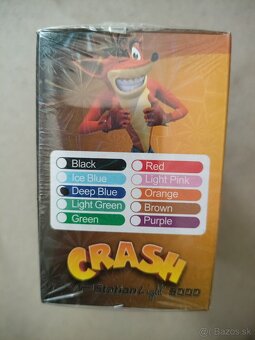 Black Red
Ice Blue Light Pink
Deep Blue Orange
Light Green Brown
Green Purple
CRASH
bazos.sk